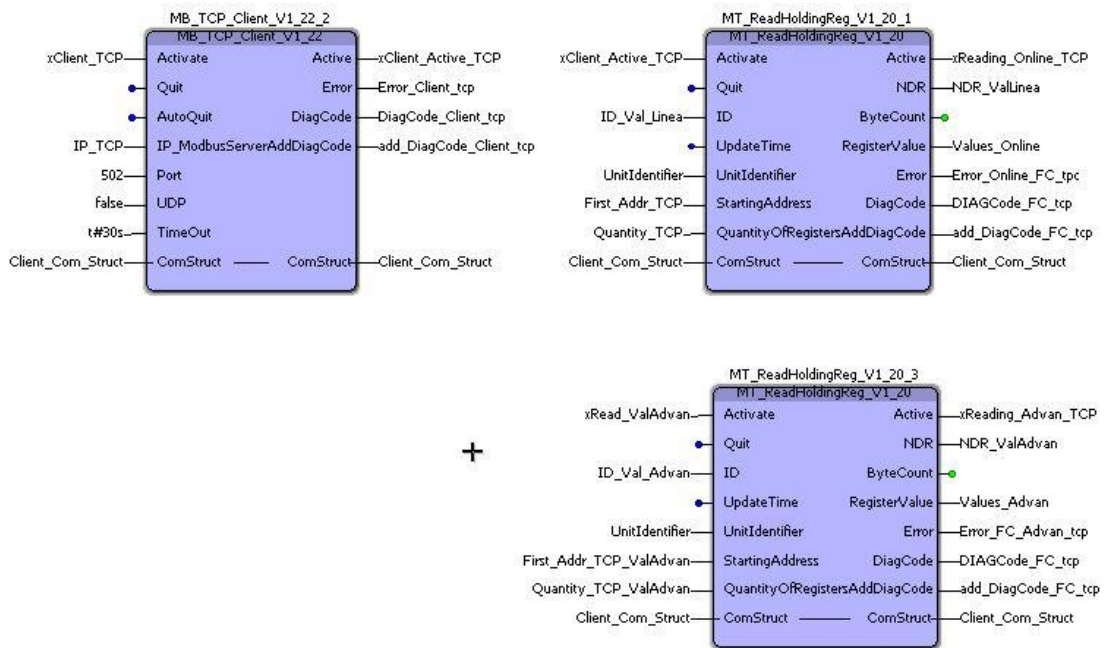 MB_TCP_Client_V1_22_2
MB_TCP_Client_V1_22
xClient_TCP Activate Active xClient_Active_TCP
Quit Error Error_Client_tcp
AutoQuit DiagCode DiagCode_Client_tcp
IP_TCP IP_ModbusServerAddDiagCode add_DiagCode_Client_tcp
502 Port
false UDP
t#30s TimeOut
Client_Com_Struct ComStruct ComStruct Client_Com_Struct
MT_ReadHoldingReg_V1_20_1
MT_ReadHoldingReg_V1_20
xClient_Active_TCP Activate Active xReading_Online_TCP
Quit NDR NDR_ValLinea
ID_Val_Linea ID ByteCount
UpdateTime RegisterValue Values_Online
UnitIdentifier UnitIdentifier Error Error_Online_FC_tpc
First_Addr_TCP StartingAddress DiagCode DIAGCode_FC_tcp
Quantity_TCP QuantityOfRegistersAddDiagCode add_DiagCode_FC_tcp
Client_Com_Struct ComStruct ComStruct Client_Com_Struct
MT_ReadHoldingReg_V1_20_3
MT_ReadHoldingReg_V1_20
xRead_ValAdvan Activate Active xReading_Advan_TCP
Quit NDR NDR_ValAdvan
ID_Val_Advan ID ByteCount
UpdateTime RegisterValue Values_Advan
UnitIdentifier UnitIdentifier Error Error_FC_Advan_tcp
First_Addr_TCP_ValAdvan StartingAddress DiagCode DIAGCode_FC_tcp
Quantity_TCP_ValAdvan QuantityOfRegistersAddDiagCode add_DiagCode_FC_tcp
Client_Com_Struct ComStruct ComStruct Client_Com_Struct